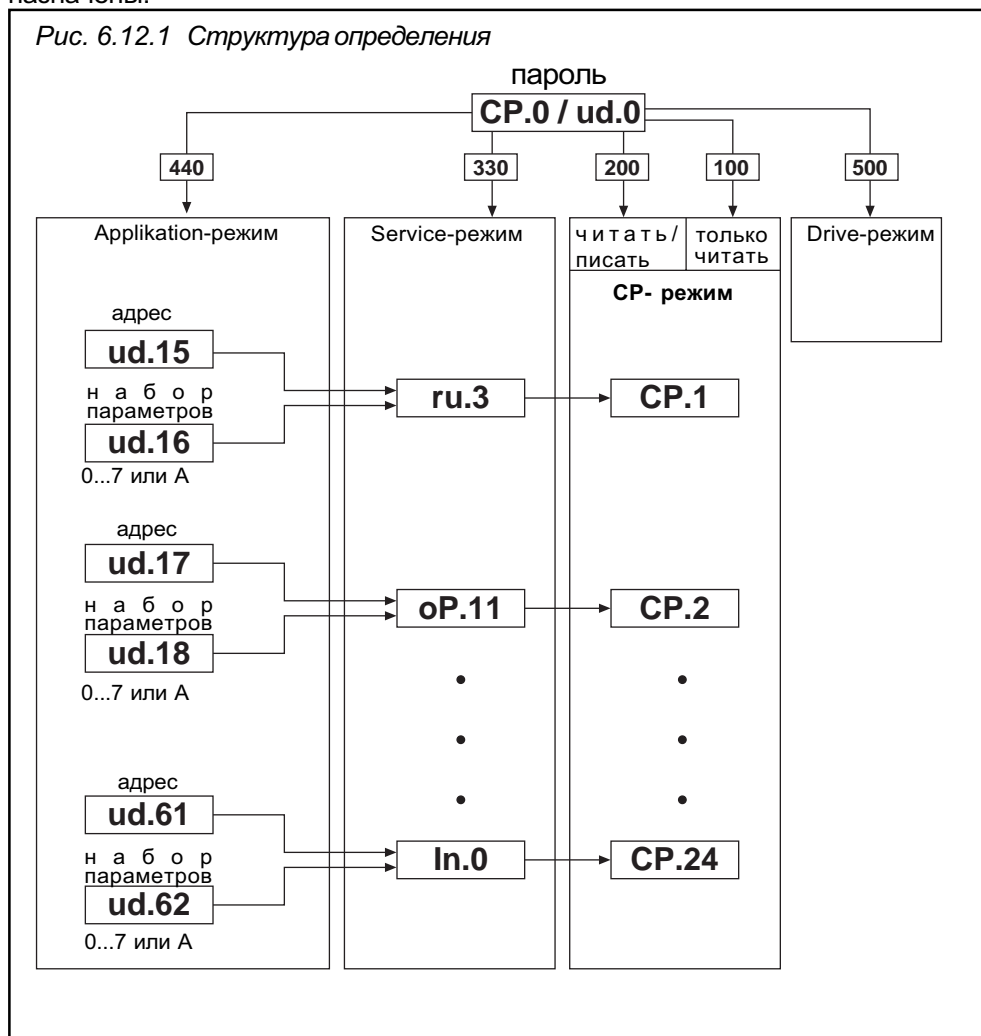 Рис. 6.12.1 Структура определения
пароль
CP.0 / ud.0
440
330
200
100
500
Applikation-режим
Service-режим
читать/
писать
только
читать
CP- режим
Drive-режим
адрес
ud.15
набор
параметров
ud.16
0...7 или A
ru.3
CP.1
адрес
ud.17
набор
параметров
ud.18
0...7 или A
oP.11
CP.2
адрес
ud.61
набор
параметров
ud.62
0...7 или A
In.0
CP.24